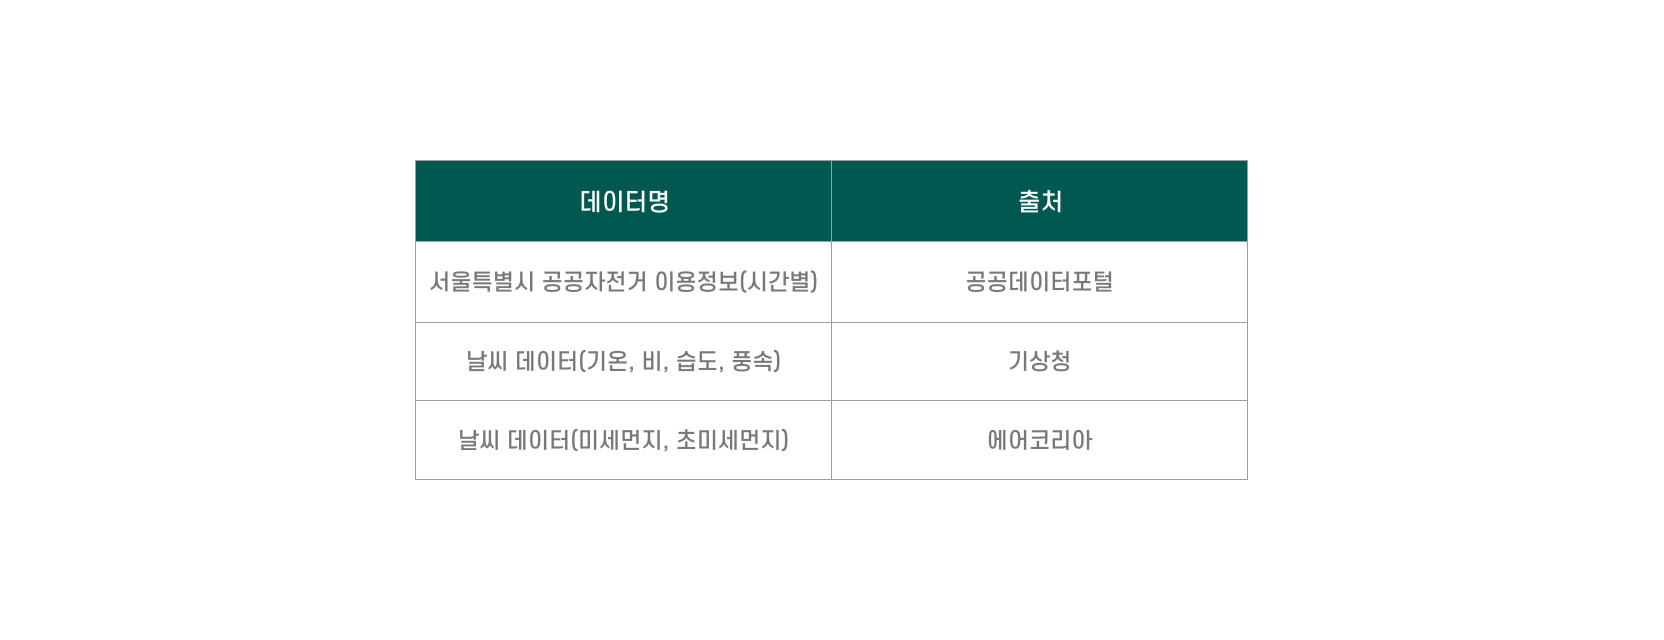 데이터명 출처
서울특별시 공공자전거 이용정보(시간별) 공공데이터포털
날씨 데이터(기온, 비, 습도, 풍속) 기상청
날씨 데이터(미세먼지, 초미세먼지) 에어코리아